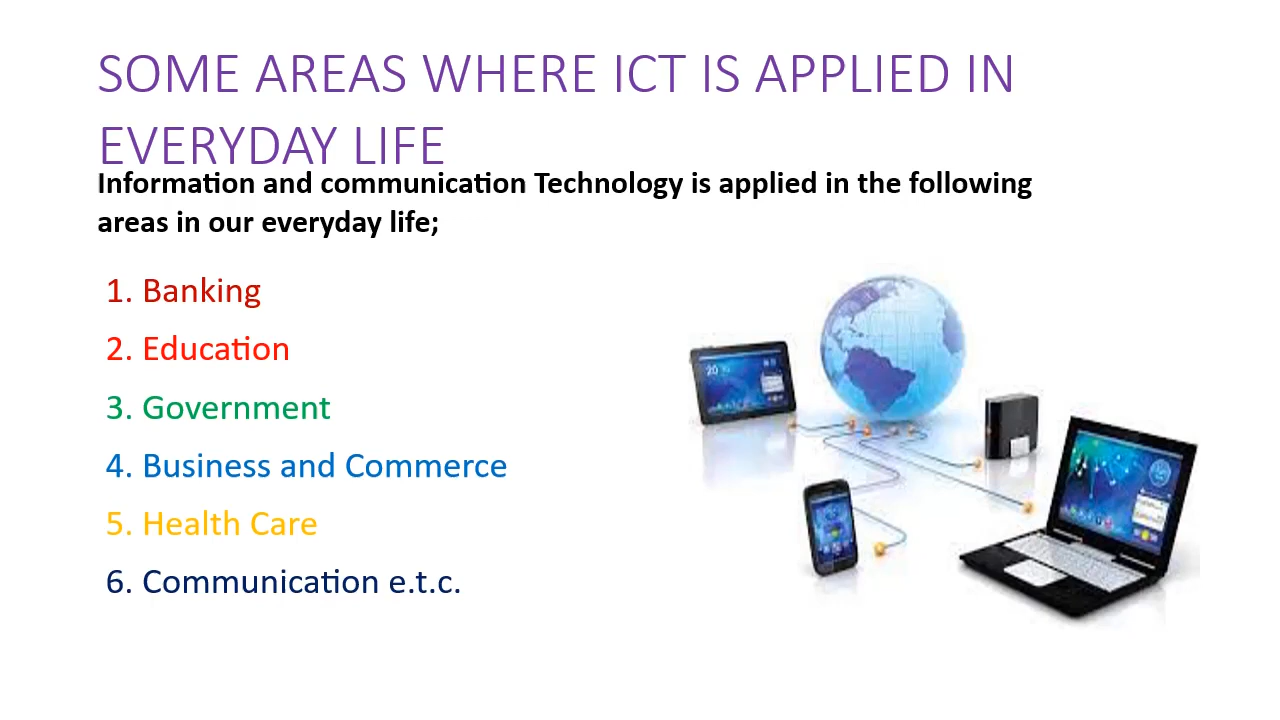 SOME AREAS WHERE ICT IS APPLIED IN
EVERYDAY LIFE
Information and communication Technology is applied in the following
areas in our everyday life;
1. Banking
2. Education
3. Government
4. Business and Commerce
5. Health Care
6. Communication e.t.c.
20